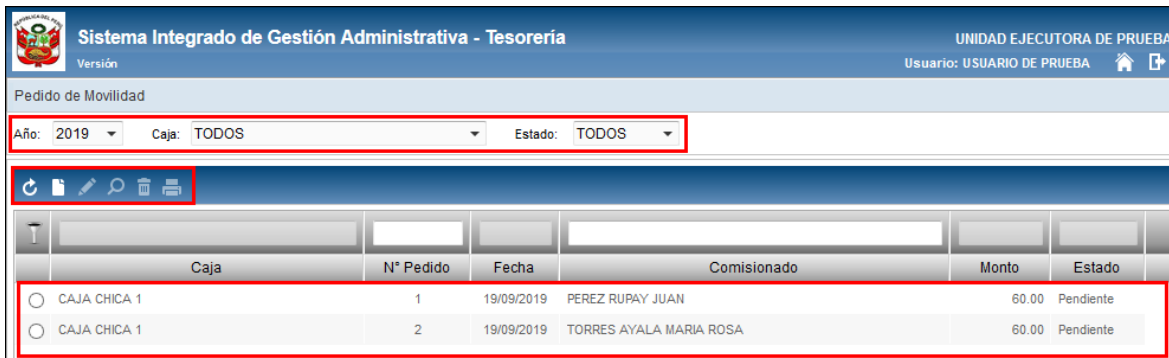 REPUBLICA DEL PERU
Sistema Integrado de Gestión Administrativa - Tesorería
UNIDAD EJECUTORA DE PRUEBA
Versión
Usuario: USUARIO DE PRUEBA
Pedido de Movilidad
Año: 2019 Caja: TODOS Estado: TODOS
Caja N° Pedido Fecha Comisionado Monto Estado
CAJA CHICA 1 1 19/09/2019 PEREZ RUPAY JUAN 60.00 Pendiente
CAJA CHICA 1 2 19/09/2019 TORRES AYALA MARIA ROSA 60.00 Pendiente